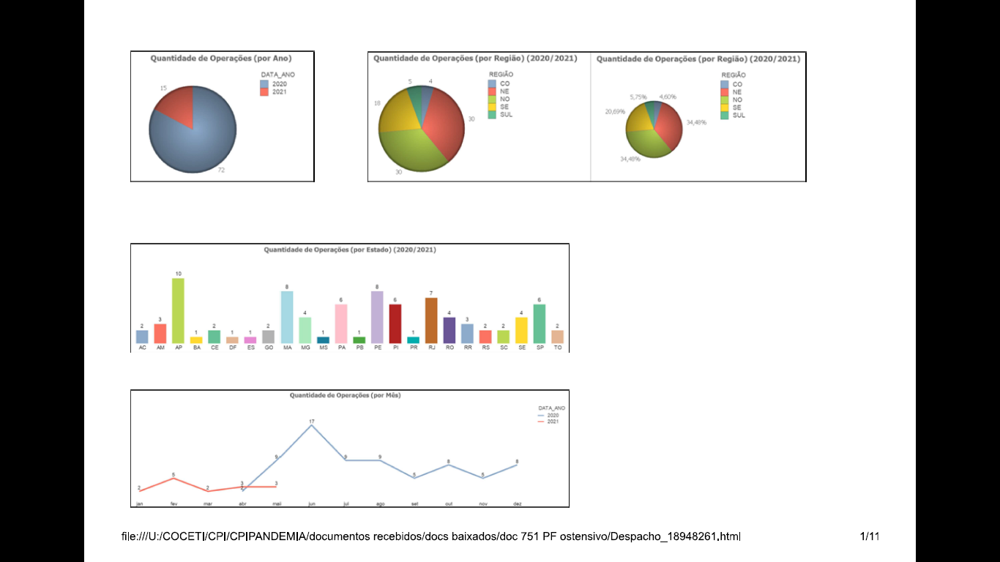 Quantidade de Operações (por Ano)
DATA_ANO
2020
2021
15
72
Quantidade de Operações (por Região) (2020/2021)
REGIÃO
CO
NE
NO
SE
SUL
5
4
18
30
30
Quantidade de Operações (por Região) (2020/2021)
REGIÃO
CO
NE
NO
SE
SUL
5,75%
4,60%
20,69%
34,48%
34,48%
Quantidade de Operações (por Estado) (2020/2021)
2 3 10 1 2 1 1 2 8 4 1 6 1 8 6 1 7 4 3 2 2 4 6 2
AC AM AP BA CE DF ES GO MA MG MS PA PB PE PI PR RJ RO RR RS SC SE SP TO
Quantidade de Operações (por Mês)
DATA_ANO
2020
2021
17
9 9 9 5 8 5 8
2 5 2 3 2 3
jan fev mar abr mai jun jul ago set out nov dez
file:///U:/COCETI/CPI/CPIPANDEMIA/documentos recebidos/docs baixados/doc 751 PF ostensivo/Despacho_18948261.html 1/11